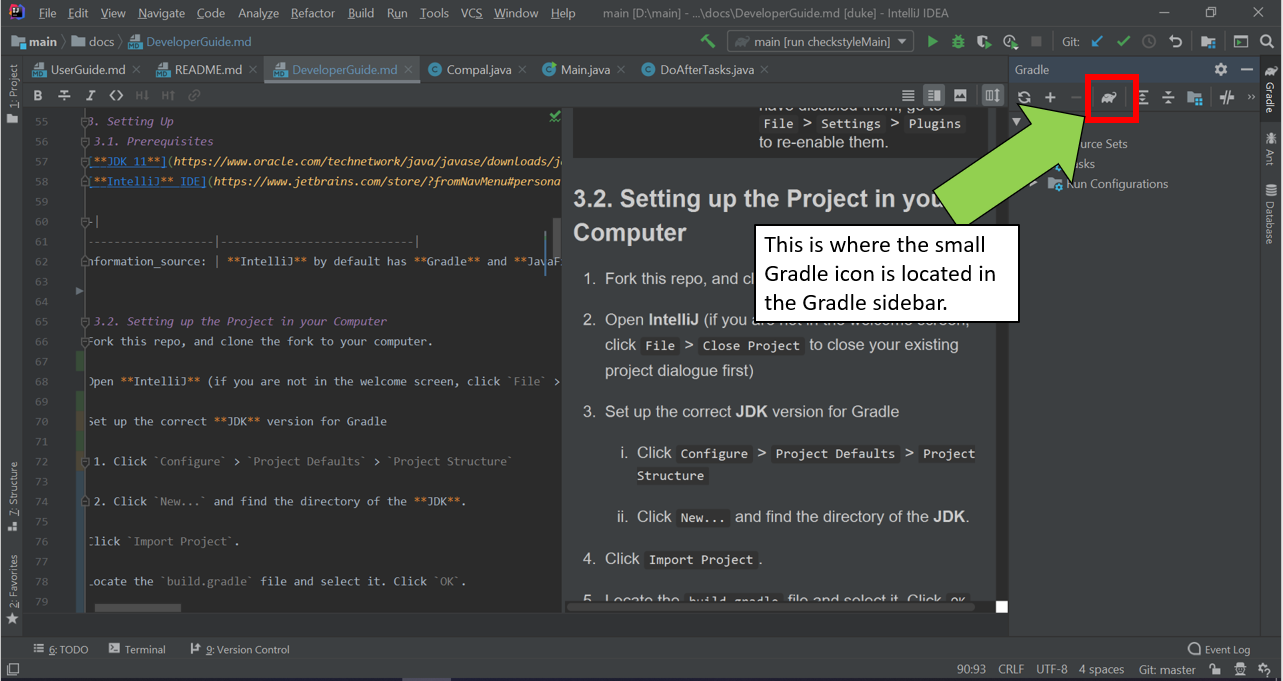 File Edit View Navigate Code Analyze Refactor Build Run Tools VCS Window Help main [D:\main] - ...\docs\DeveloperGuide.md [duke] - IntelliJ IDEA
main docs DeveloperGuide.md main [run checkstyleMain] Git:
UserGuide.md README.md DeveloperGuide.md Compal.java Main.java DoAfterTasks.java Gradle
1: Project
7: Structure
2: Favorites
B I H↓ H↑
55 3. Setting Up
56 3.1. Prerequisites
57 [**JDK 11**](https://www.oracle.com/technetwork/java/javase/downloads/j
58 [**IntelliJ** IDE](https://www.jetbrains.com/store/?fromNavMenu#persona
59
60 -|
61 ------------------|---------------------------|
62 nformation_source: | **IntelliJ** by default has **Gradle** and **JavaF
63
64
65 3.2. Setting up the Project in your Computer
66 Fork this repo, and clone the fork to your computer.
67
68 Open **IntelliJ** (if you are not in the welcome screen, click `File` >
69
70 Set up the correct **JDK** version for Gradle
71
72 1. Click `Configure` > `Project Defaults` > `Project Structure`
73
74 2. Click `New...` and find the directory of the **JDK**.
75
76 Click `Import Project`.
77
78 Locate the `build.gradle` file and select it. Click `OK`.
79
have disabled them, go to
File > Settings > Plugins
to re-enable them.
3.2. Setting up the Project in you
Computer
1. Fork this repo, and cl
2. Open IntelliJ (if you are not in the welcome screen,
click File > Close Project to close your existing
project dialogue first)
3. Set up the correct JDK version for Gradle
i. Click Configure > Project Defaults > Project
Structure
ii. Click New... and find the directory of the JDK.
4. Click Import Project.
5. Locate the build.gradle file and select it. Click OK
This is where the small
Gradle icon is located in
the Gradle sidebar.
urce Sets
sks
Run Configurations
Gradle
Ant
Database
6: TODO Terminal 9: Version Control Event Log
90:93 CRLF UTF-8 4 spaces Git: master